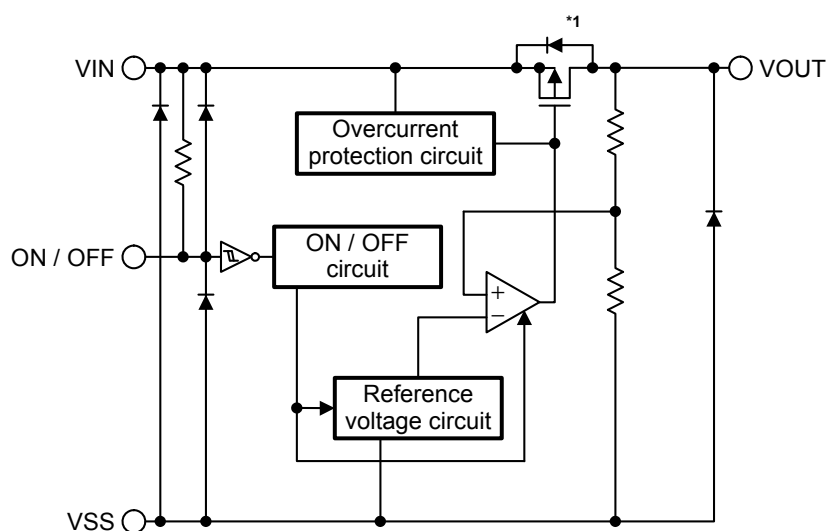 *1
VIN
VOUT
Overcurrent
protection circuit
ON / OFF
ON / OFF
circuit
+
−
Reference
voltage circuit
VSS